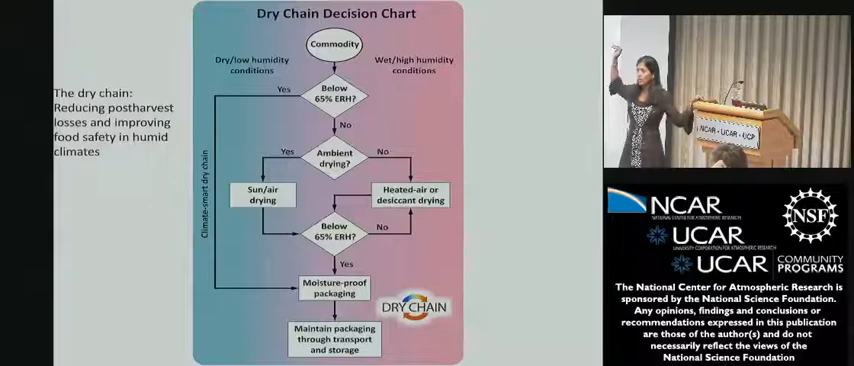 Dry Chain Decision Chart
The dry chain:
Reducing postharvest
losses and improving
food safety in humid
climates
Commodity
Dry/low humidity
conditions
Wet/high humidity
conditions
Yes
Below
65% ERH?
No
Yes
Ambient
drying?
No
Sun/air
drying
Heated-air or
desiccant drying
Climate-smart dry chain
Below
65% ERH?
No
Yes
Moisture-proof
packaging
DRY CHAIN
Maintain packaging
through transport
and storage
NCAR - UCAR - UCP
NCAR
NATIONAL CENTER FOR ATMOSPHERIC RESEARCH
NSF
UCAR
UNIVERSITY CORPORATION FOR ATMOSPHERIC RESEARCH
UCAR
COMMUNITY
PROGRAMS
The National Center for Atmospheric Research is
sponsored by the National Science Foundation.
Any opinions, findings and conclusions or
recommendations expressed in this publication
are those of the author(s) and do not
necessarily reflect the views of the
National Science Foundation